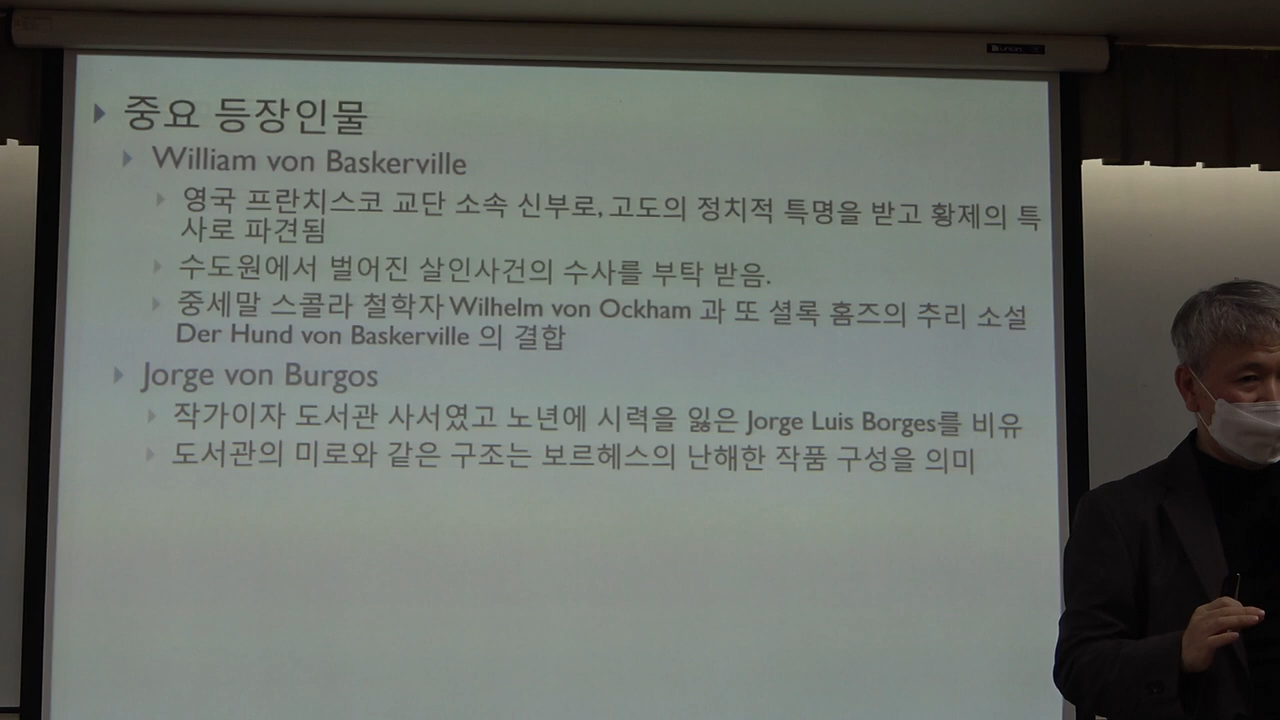 중요 등장인물
William von Baskerville
영국 프란치스코 교단 소속 신부로, 고도의 정치적 특명을 받고 황제의 특
사로 파견됨
수도원에서 벌어진 살인사건의 수사를 부탁 받음.
중세말 스콜라 철학자 Wilhelm von Ockham 과 또 셜록 홈즈의 추리 소설
Der Hund von Baskerville 의 결합
Jorge von Burgos
작가이자 도서관 사서였고 노년에 시력을 잃은 Jorge Luis Borges를 비유
도서관의 미로와 같은 구조는 보르헤스의 난해한 작품 구성을 의미